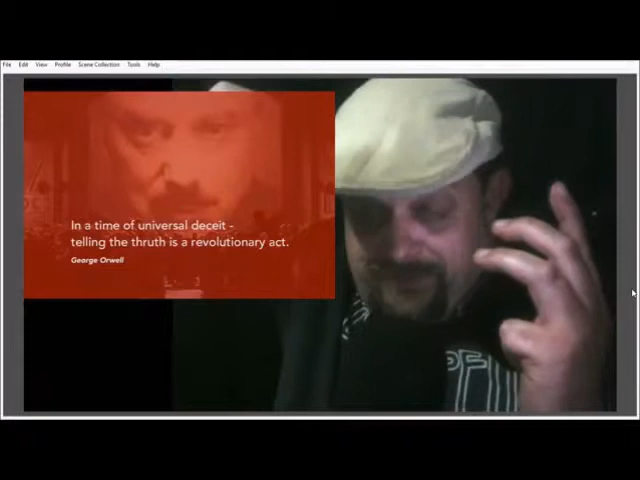 File Edit View Profile Scene Collection Tools Help
In a time of universal deceit -
telling the thruth is a revolutionary act.
George Orwell